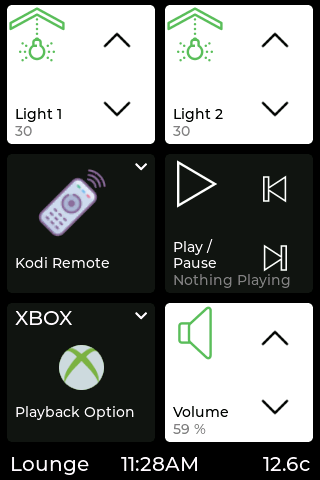 Light 1
30
Light 2
30
Kodi Remote
Play /
Pause
Nothing Playing
XBOX
Playback Option
Volume
59 %
Lounge 11:28AM 12.6c